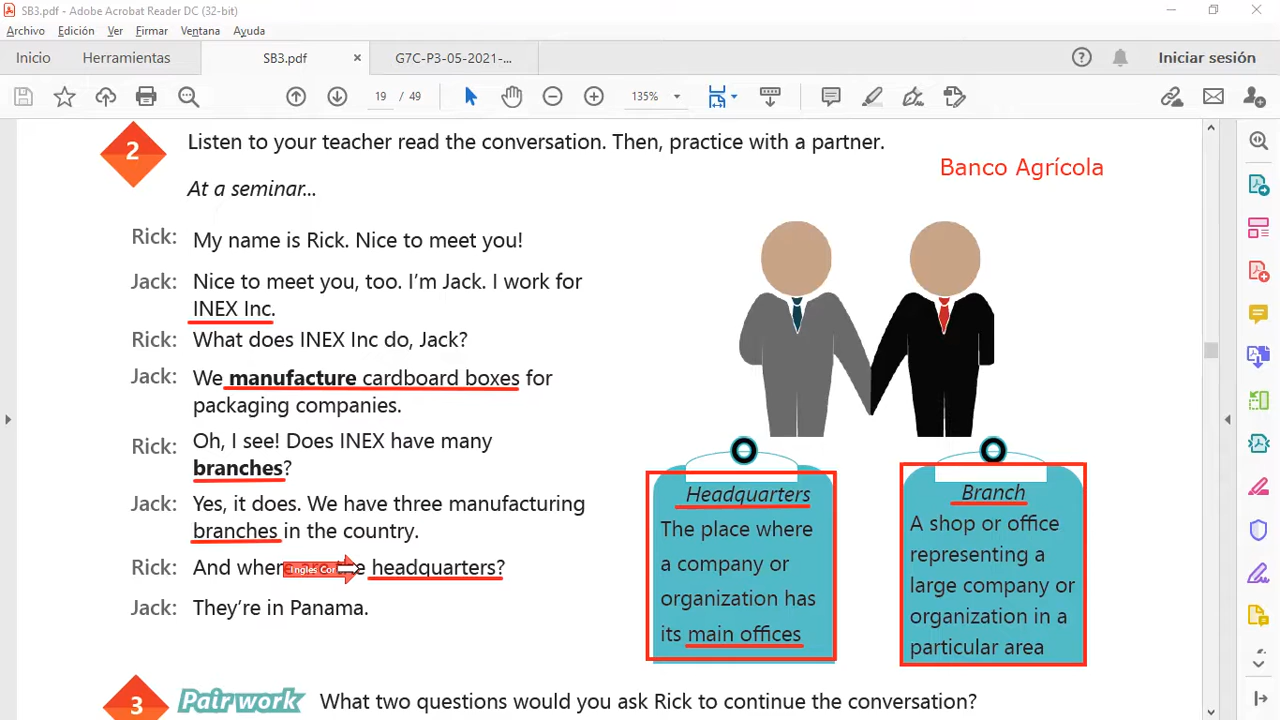 SB3.pdf - Adobe Acrobat Reader DC (32-bit)
Archivo Edición Ver Firmar Ventana Ayuda
Inicio Herramientas SB3.pdf × G7C-P3-05-2021-... Iniciar sesión
19 / 49 135%
2 Listen to your teacher read the conversation. Then, practice with a partner.
Banco Agrícola
At a seminar...
Rick: My name is Rick. Nice to meet you!
Jack: Nice to meet you, too. I'm Jack. I work for
INEX Inc.
Rick: What does INEX Inc do, Jack?
Jack: We manufacture cardboard boxes for
packaging companies.
Rick: Oh, I see! Does INEX have many
branches?
Jack: Yes, it does. We have three manufacturing
branches in the country.
Rick: And where headquarters?
Ingles Cor
Jack: They're in Panama.
Headquarters
The place where
a company or
organization has
its main offices
Branch
A shop or office
representing a
large company or
organization in a
particular area
3 Pair work What two questions would you ask Rick to continue the conversation?